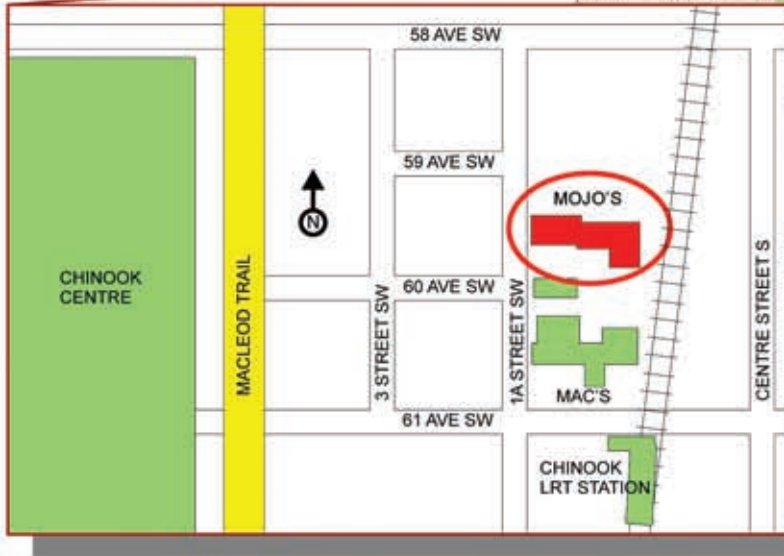 58 AVE SW
59 AVE SW
MOJO'S
N
CHINOOK
CENTRE
MACLEOD TRAIL
3 STREET SW
60 AVE SW
1A STREET SW
CENTRE STREET S
MAC'S
61 AVE SW
CHINOOK
LRT STATION